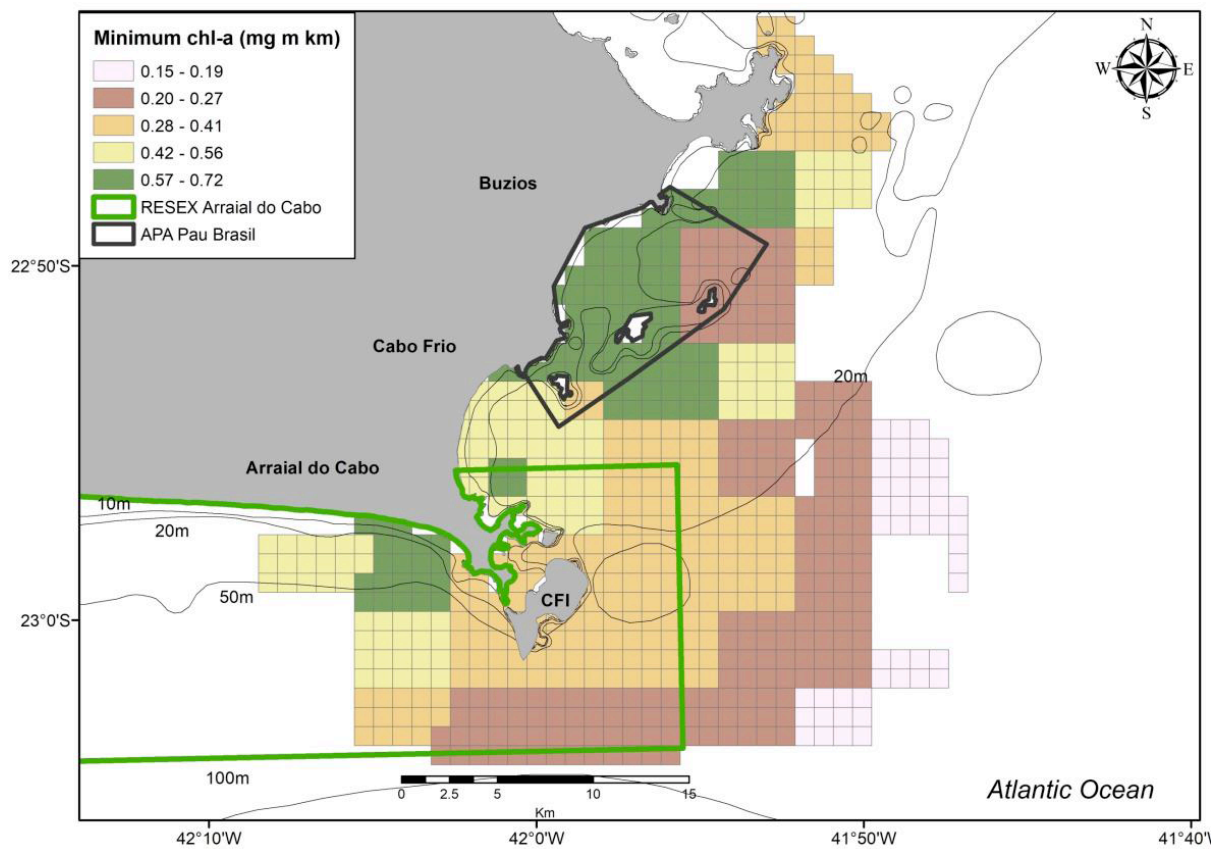 Minimum chl-a (mg m km)
0.15 - 0.19
0.20 - 0.27
0.28 - 0.41
0.42 - 0.56
0.57 - 0.72
RESEX Arraial do Cabo
APA Pau Brasil
N
W E
S
Buzios
22°50'S
Cabo Frio
20m
Arraial do Cabo
10m
20m
50m
CFI
23°0'S
100m
0 2.5 5 10 15
Km
Atlantic Ocean
42°10'W 42°0'W 41°50'W 41°40'W